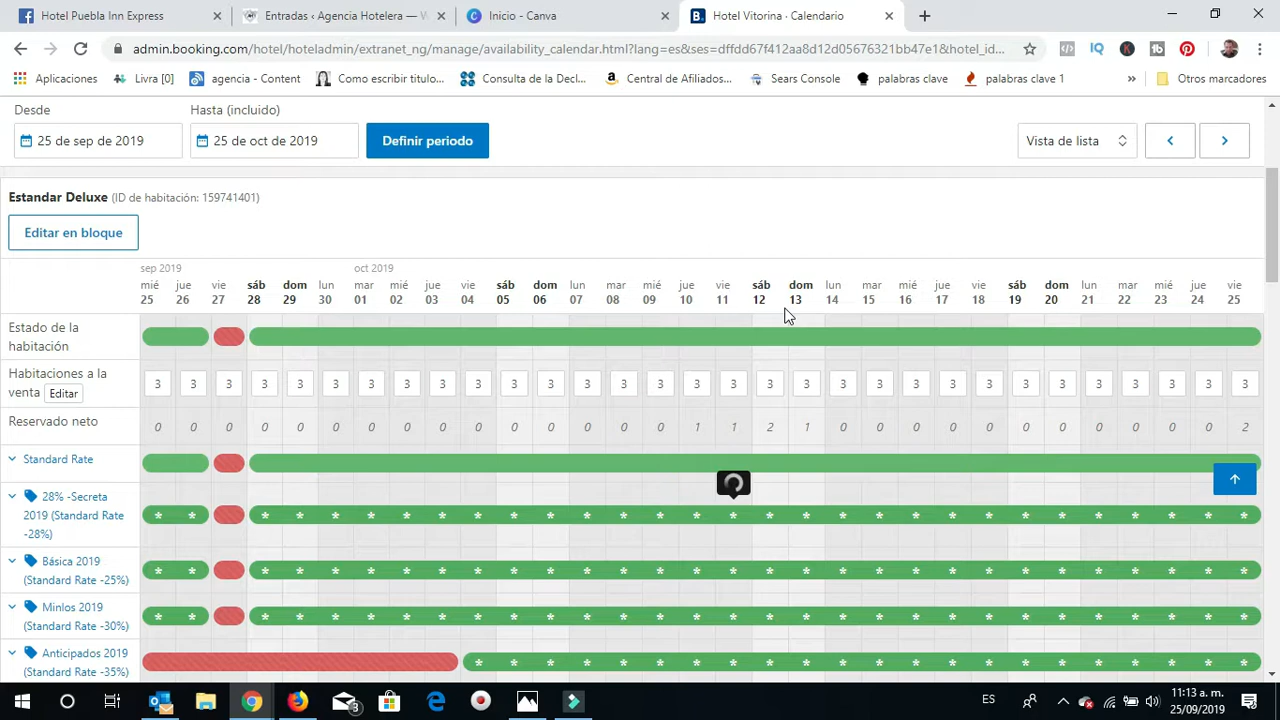 Hotel Puebla Inn Express
Entradas ‹ Agencia Hotelera — W
Inicio - Canva
Hotel Vitorina · Calendario
admin.booking.com/hotel/hoteladmin/extranet_ng/manage/availability_calendar.html?lang=es&ses=dffdd67f412aa8d12d05676321bb47e1&hotel_id...
Aplicaciones
Livra [0]
agencia - Content
Como escribir titulo...
Consulta de la Decl...
Central de Afiliados...
Sears Console
palabras clave
palabras clave 1
»
Otros marcadores
Desde
Hasta (incluido)
25 de sep de 2019
25 de oct de 2019
Definir periodo
Vista de lista
Estandar Deluxe (ID de habitación: 159741401)
Editar en bloque
sep 2019 oct 2019
mié jue vie sáb dom lun mar mié jue vie sáb dom lun mar mié jue vie sáb dom lun mar mié jue vie sáb dom lun mar mié jue vie
25 26 27 28 29 30 01 02 03 04 05 06 07 08 09 10 11 12 13 14 15 16 17 18 19 20 21 22 23 24 25
Estado de la
habitación
Habitaciones a la
venta Editar
3 3 3 3 3 3 3 3 3 3 3 3 3 3 3 3 3 3 3 3 3 3 3 3 3 3 3 3 3 3 3
Reservado neto
0 0 0 0 0 0 0 0 0 0 0 0 0 0 0 1 1 2 1 0 0 0 0 0 0 0 0 0 0 0 2
Standard Rate
28% -Secreta
2019 (Standard Rate
-28%)
* * * * * * * * * * * * * * * * * * * * * * * * * * * * * *
Básica 2019
(Standard Rate -25%)
* * * * * * * * * * * * * * * * * * * * * * * * * * * * * *
Minlos 2019
(Standard Rate -30%)
* * * * * * * * * * * * * * * * * * * * * * * * * * * * * *
Anticipados 2019
(Standard Rate -35%)
* * * * * * * * * * * * * * * * * * * * * *
3
ES
11:13 a. m.
25/09/2019